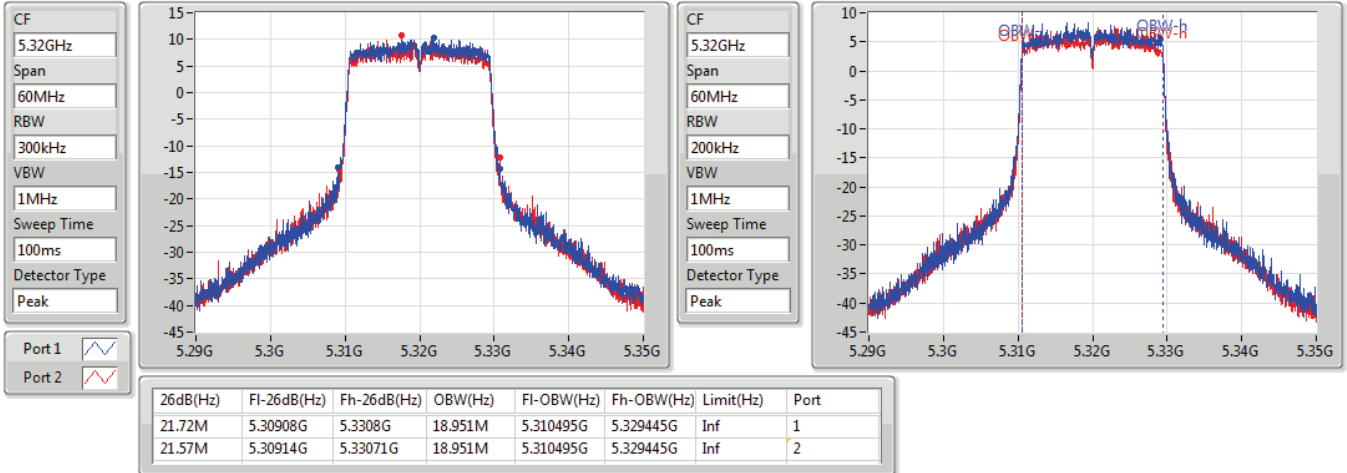 CF
5.32GHz
Span
60MHz
RBW
300kHz
VBW
1MHz
Sweep Time
100ms
Detector Type
Peak
Port 1
Port 2
15
10
5
0
-5
-10
-15
-20
-25
-30
-35
-40
-45
5.29G 5.3G 5.31G 5.32G 5.33G 5.34G 5.35G
CF
5.32GHz
Span
60MHz
RBW
200kHz
VBW
1MHz
Sweep Time
100ms
Detector Type
Peak
10
5
0
-5
-10
-15
-20
-25
-30
-35
-40
-45
OBW-h
OBW-h
5.29G 5.3G 5.31G 5.32G 5.33G 5.34G 5.35G
26dB(Hz) Fl-26dB(Hz) Fh-26dB(Hz) OBW(Hz) Fl-OBW(Hz) Fh-OBW(Hz) Limit(Hz) Port
21.72M 5.30908G 5.3308G 18.951M 5.310495G 5.329445G Inf 1
21.57M 5.30914G 5.33071G 18.951M 5.310495G 5.329445G Inf 2